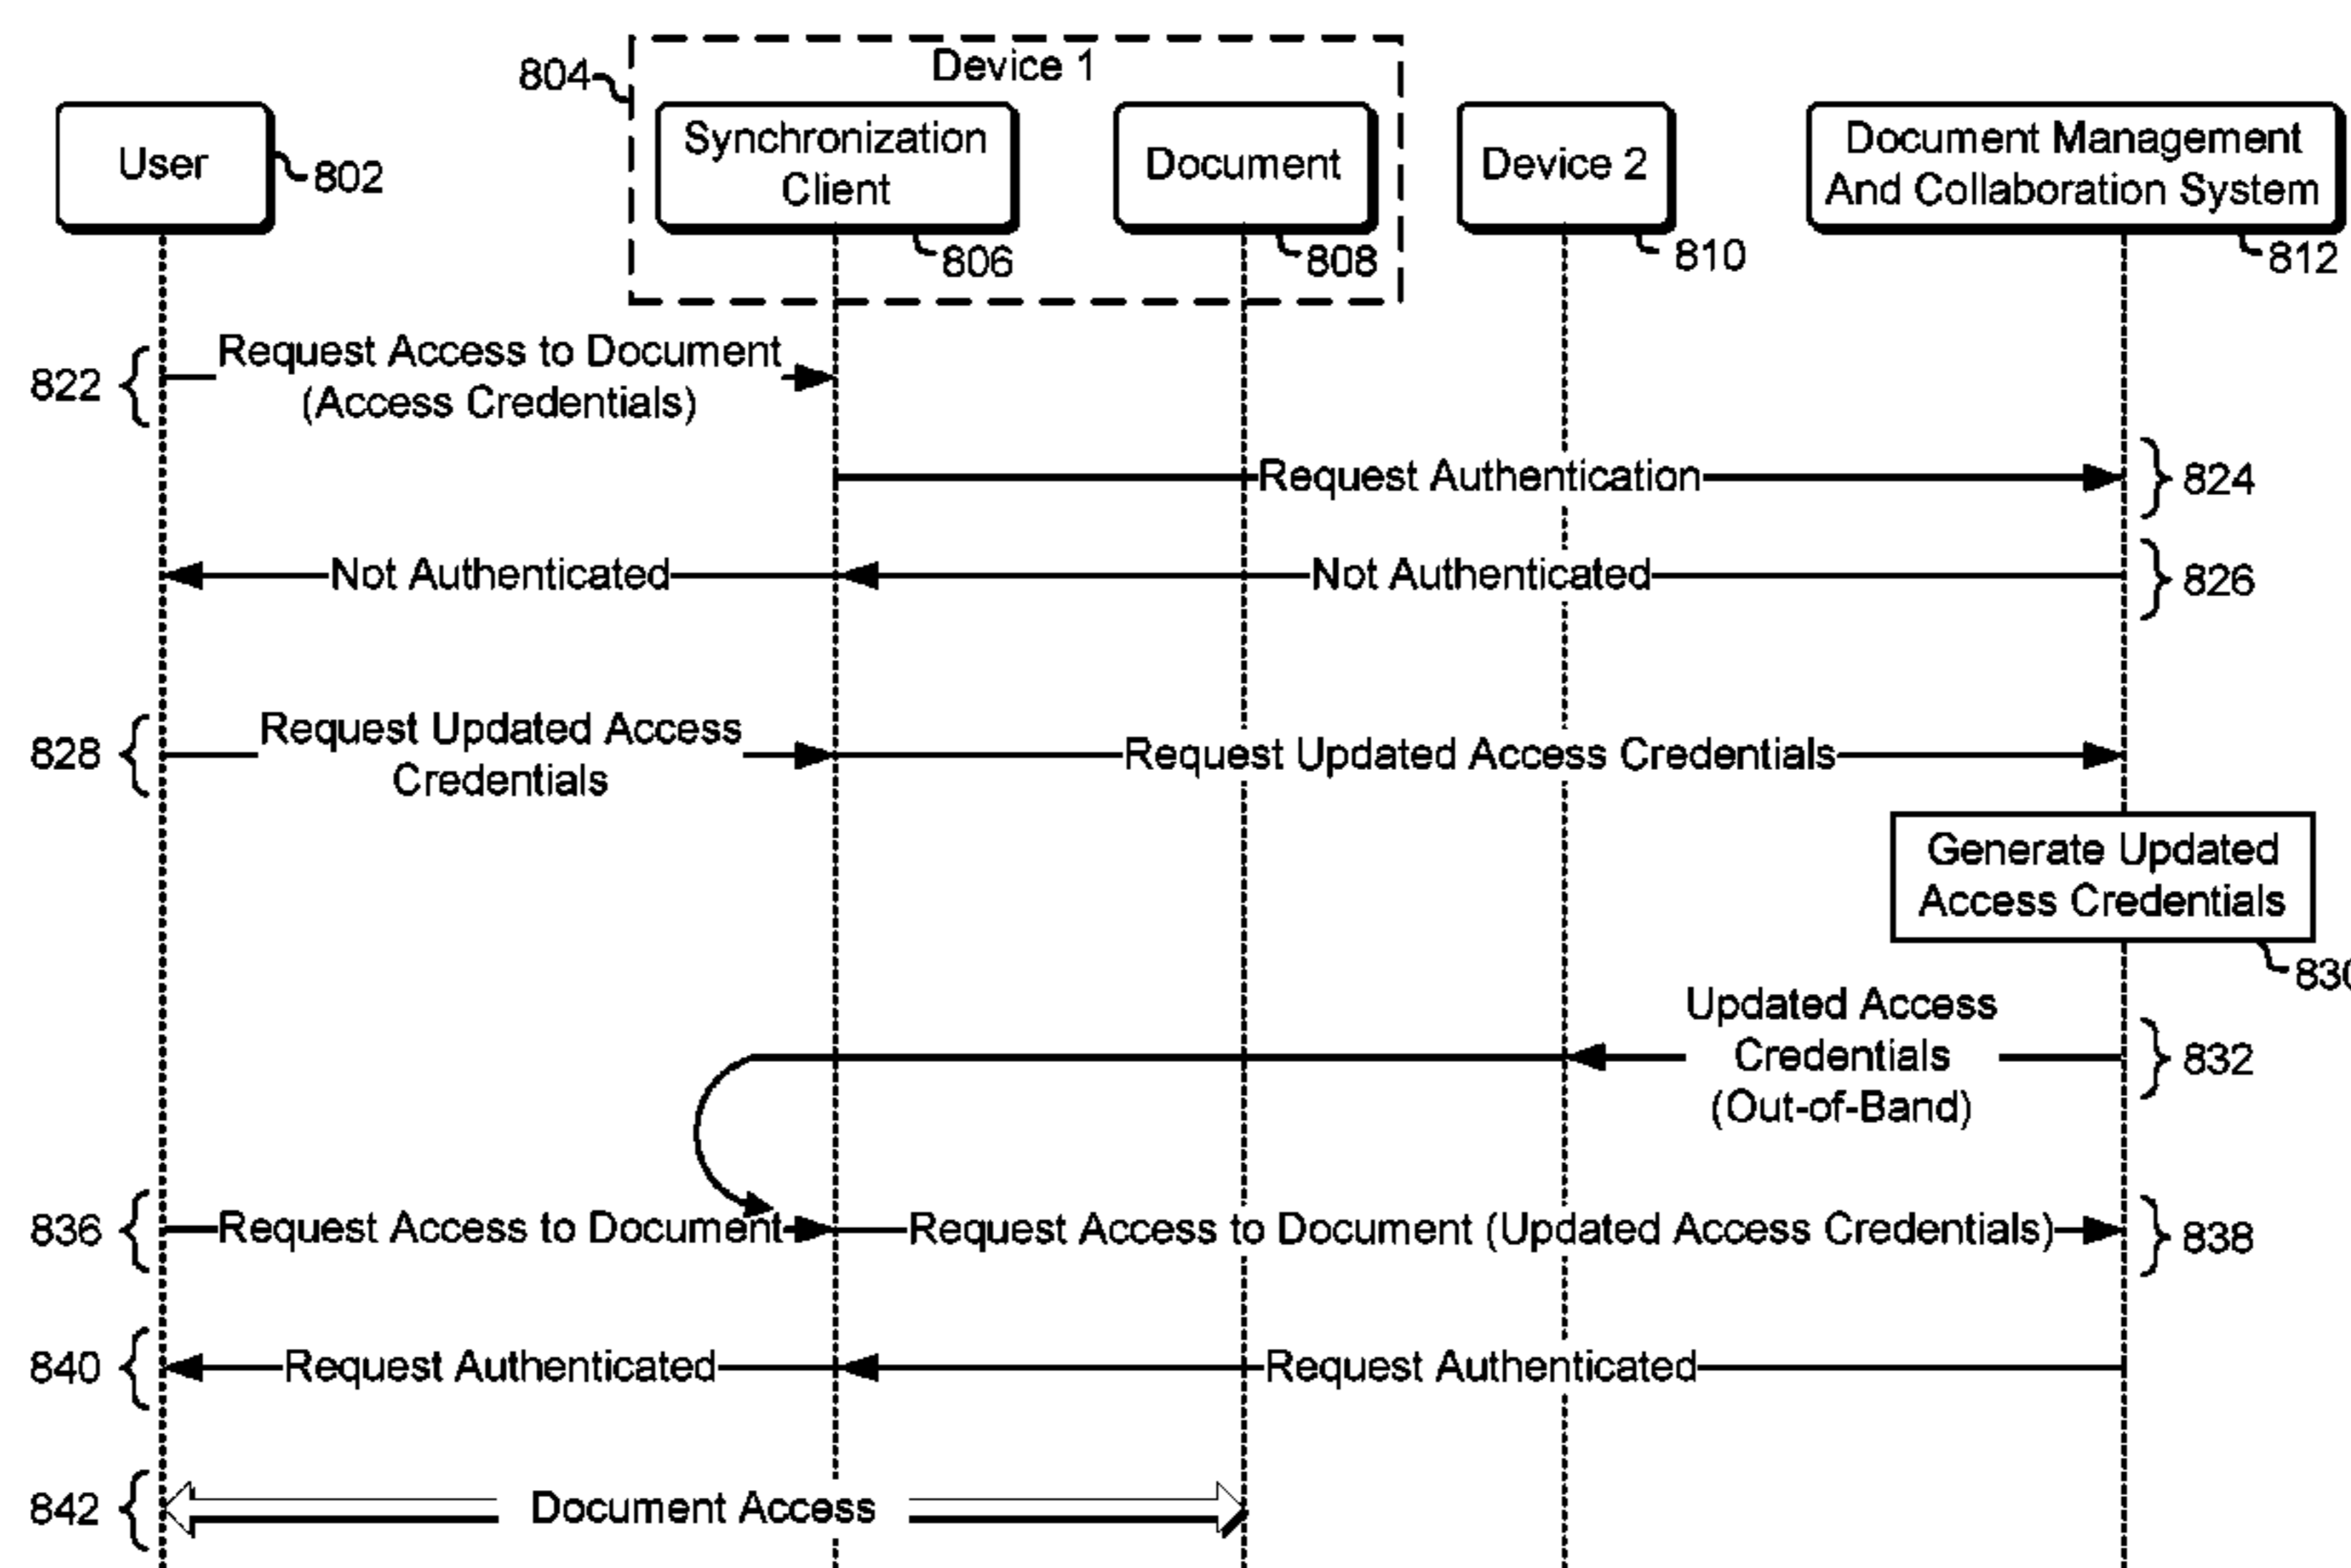 Device 1
804
User
802
Synchronization
Client
806
Document
808
Device 2
810
Document Management
And Collaboration System
812
822
Request Access to Document
(Access Credentials)
Request Authentication
824
Not Authenticated
Not Authenticated
826
828
Request Updated Access
Credentials
Request Updated Access Credentials
Generate Updated
Access Credentials
830
Updated Access
Credentials
(Out-of-Band)
832
836
Request Access to Document
Request Access to Document (Updated Access Credentials)
838
840
Request Authenticated
Request Authenticated
842
Document Access